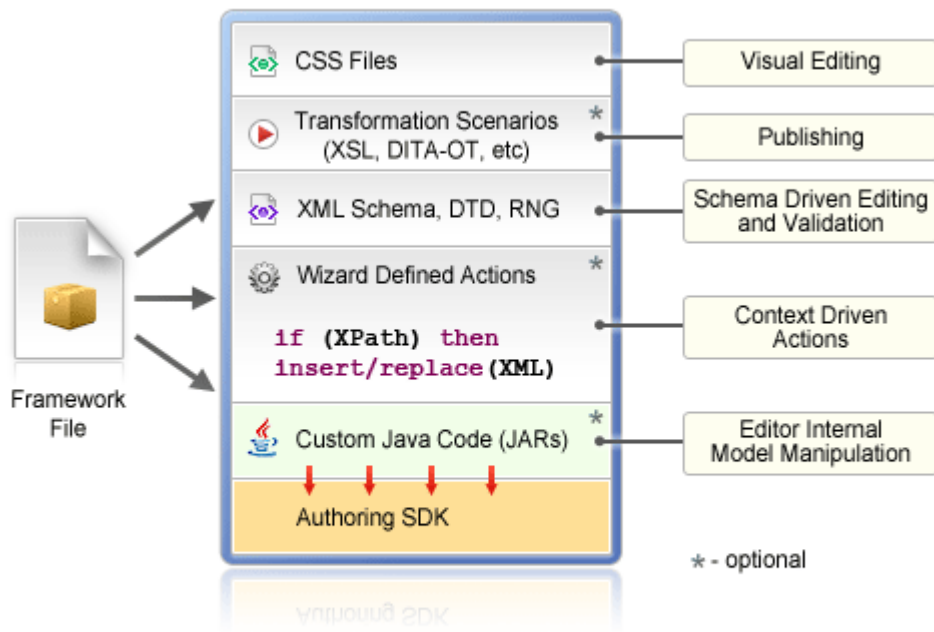 CSS Files
Visual Editing
Transformation Scenarios *
(XSL, DITA-OT, etc)
Publishing
XML Schema, DTD, RNG
Schema Driven Editing
and Validation
Wizard Defined Actions *
if (XPath) then
insert/replace(XML)
Context Driven
Actions
Framework
File
Custom Java Code (JARs) *
Editor Internal
Model Manipulation
Authoring SDK
* - optional
Authoring SDK